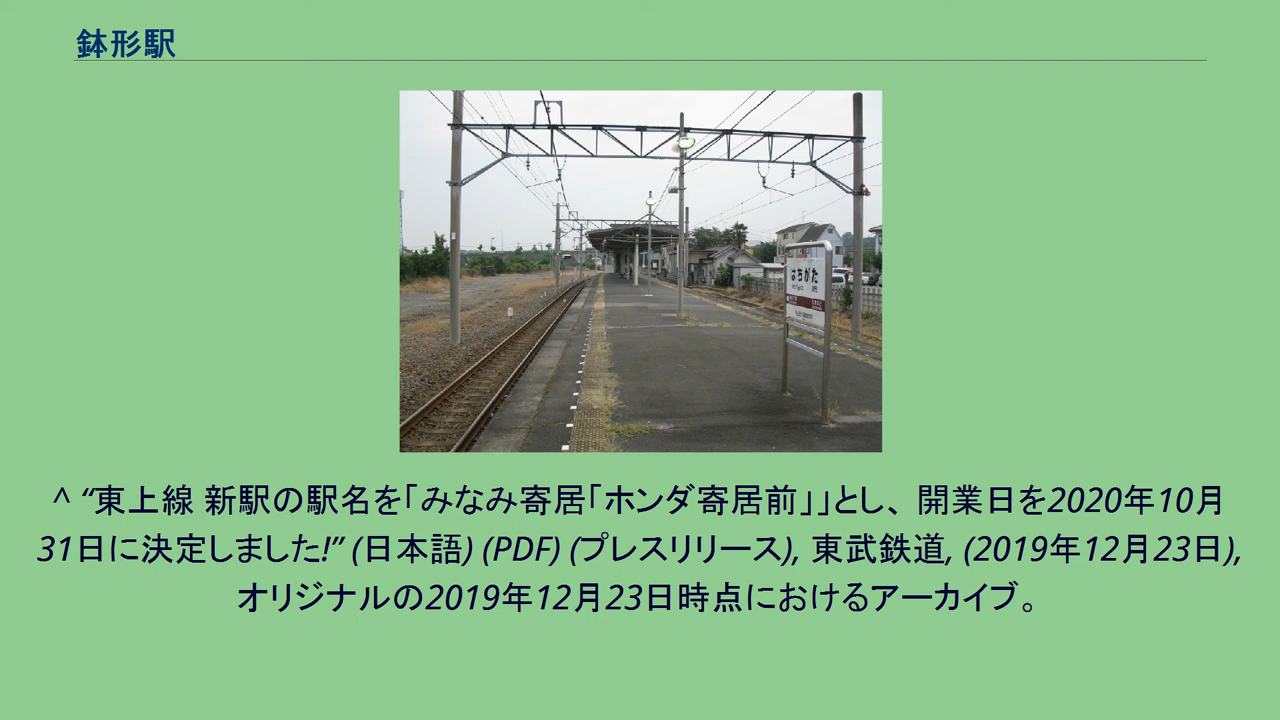 鉢形駅
はちがた
^ “東上線 新駅の駅名を「みなみ寄居「ホンダ寄居前」」とし、開業日を2020年10月
31日に決定しました!” (日本語) (PDF) (プレスリリース), 東武鉄道, (2019年12月23日),
オリジナルの2019年12月23日時点におけるアーカイブ。